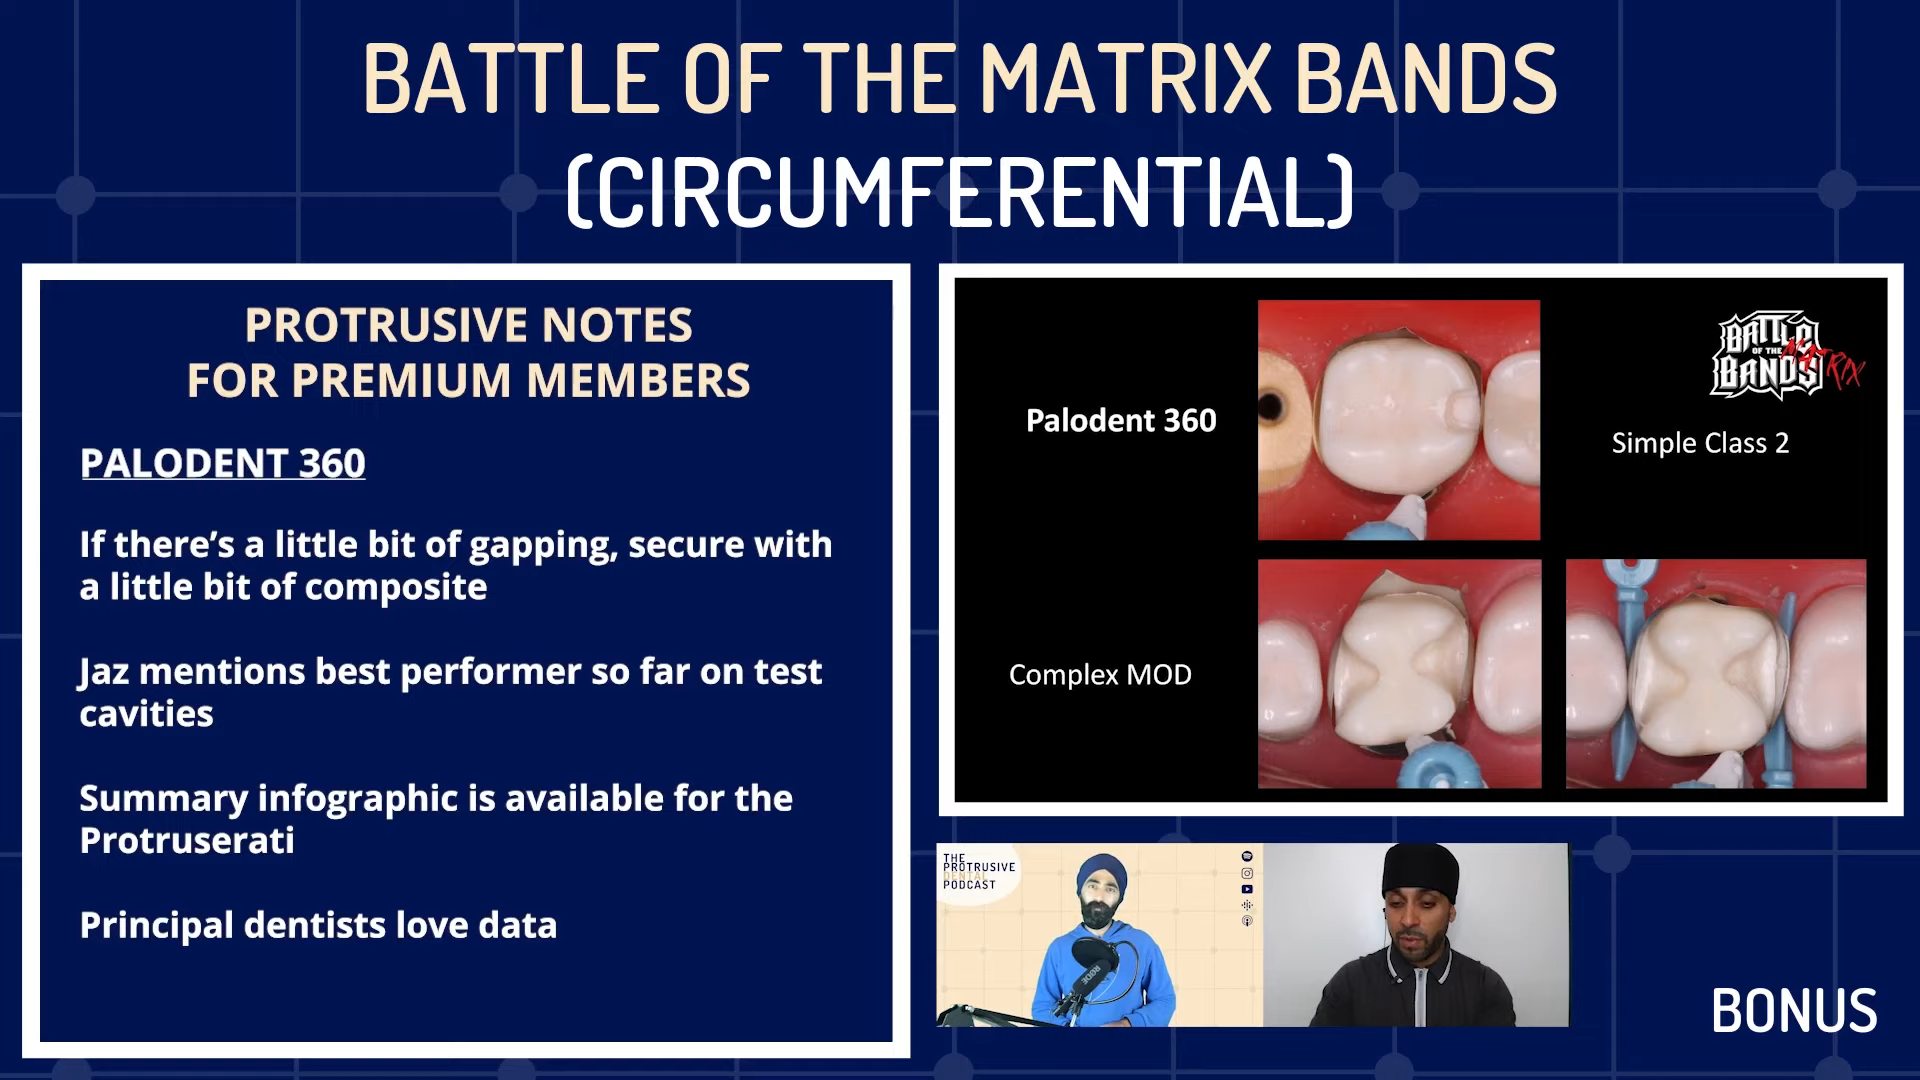 BATTLE OF THE MATRIX BANDS
(CIRCUMFERENTIAL)
PROTRUSIVE NOTES
FOR PREMIUM MEMBERS
PALODENT 360
If there's a little bit of gapping, secure with
a little bit of composite
Jaz mentions best performer so far on test
cavities
Summary infographic is available for the
Protruserati
Principal dentists love data
Palodent 360
BATTLE
OF THE MATRIX
BANDS
Simple Class 2
Complex MOD
THE
PROTRUSIVE
DENTAL
PODCAST
RODE
BONUS